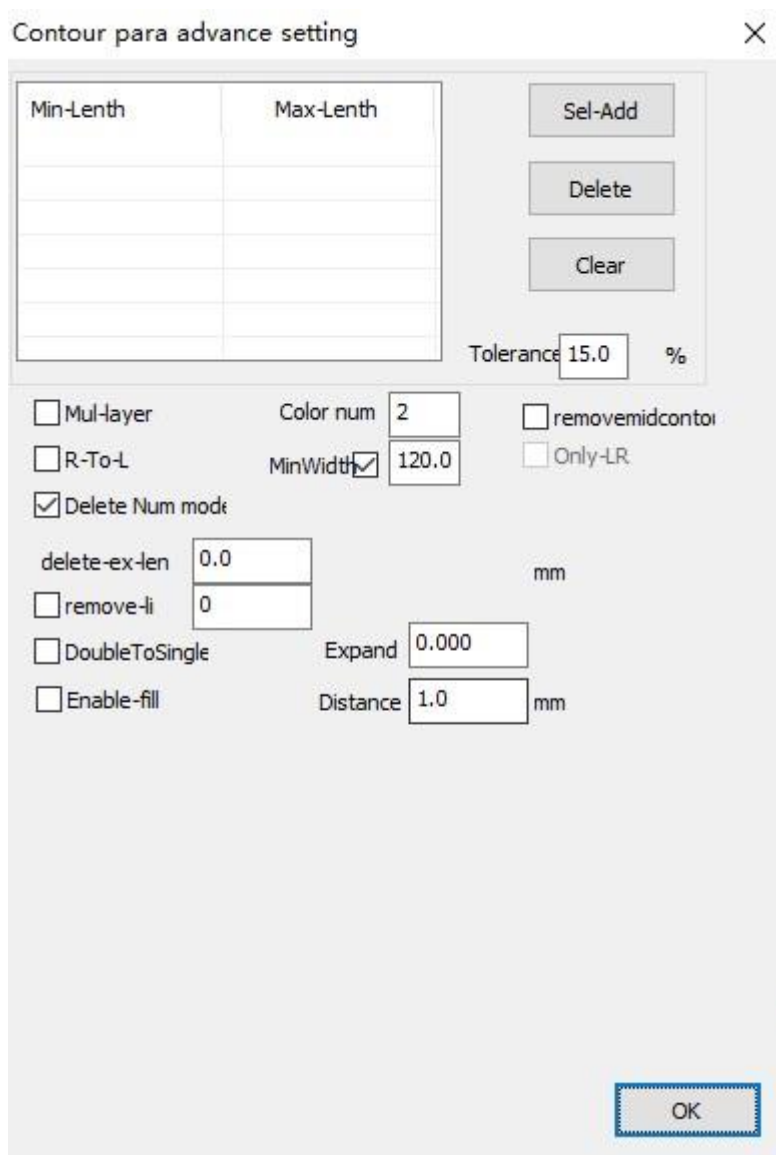 Contour para advance setting
Min-Lenth Max-Lenth
Sel-Add
Delete
Clear
Tolerance 15.0 %
Mul-layer Color num 2 removemidcontou
R-To-L MinWidth 120.0 Only-LR
Delete Num mode
delete-ex-len 0.0 mm
remove-li 0
DoubleToSingle Expand 0.000
Enable-fill Distance 1.0 mm
OK